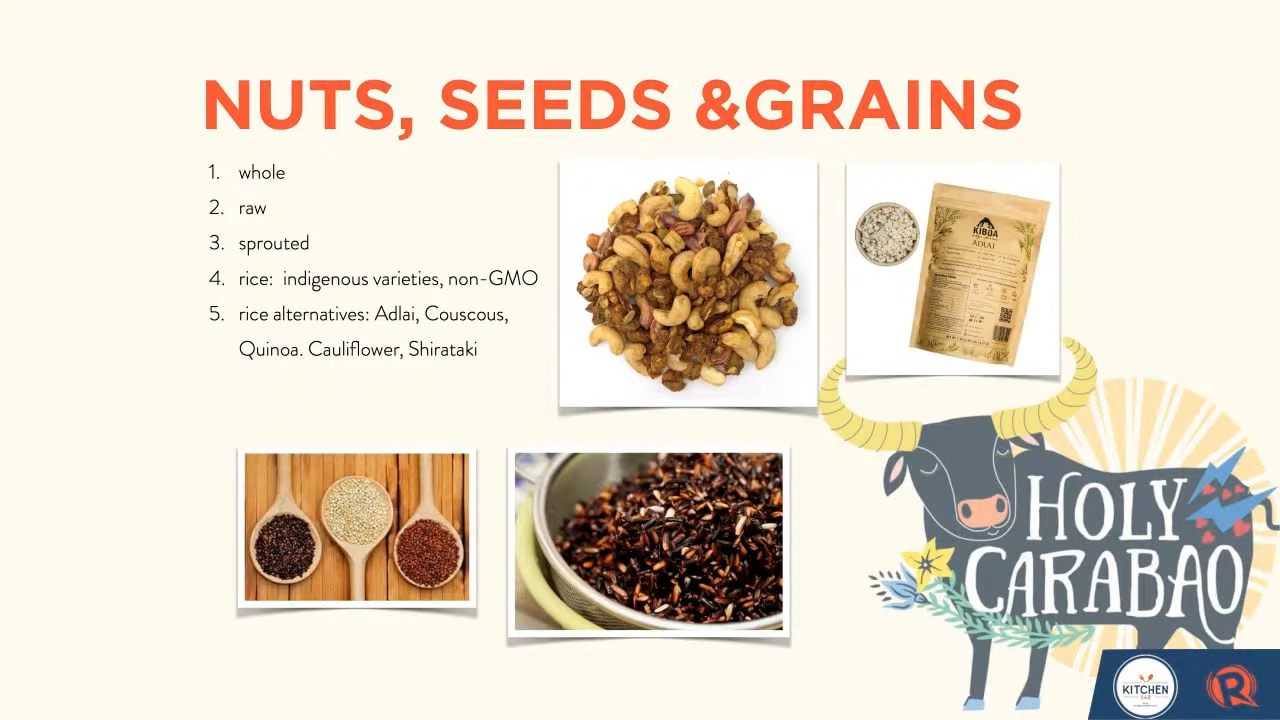 NUTS, SEEDS &GRAINS
1. whole
2. raw
3. sprouted
4. rice:  indigenous varieties, non-GMO
5. rice alternatives: Adlai, Couscous,
Quinoa. Cauliflower, Shirataki
KIBOA
ADLAI
HOLY
CARABAO
KITCHEN
143
R